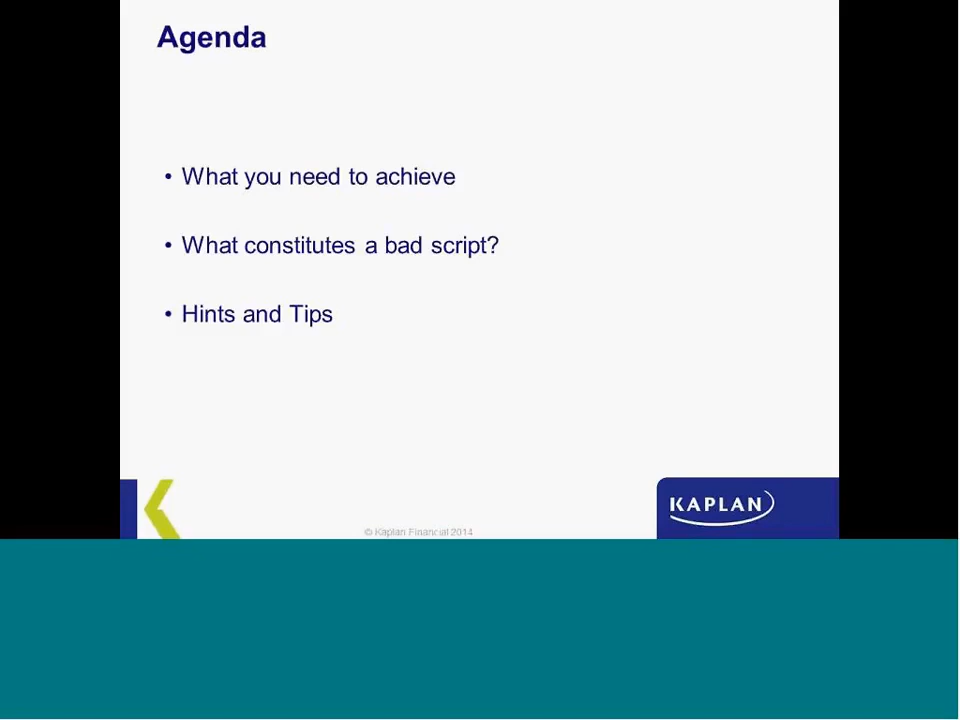 Agenda
• What you need to achieve
• What constitutes a bad script?
• Hints and Tips
© Kaplan Financial 2014
KAPLAN